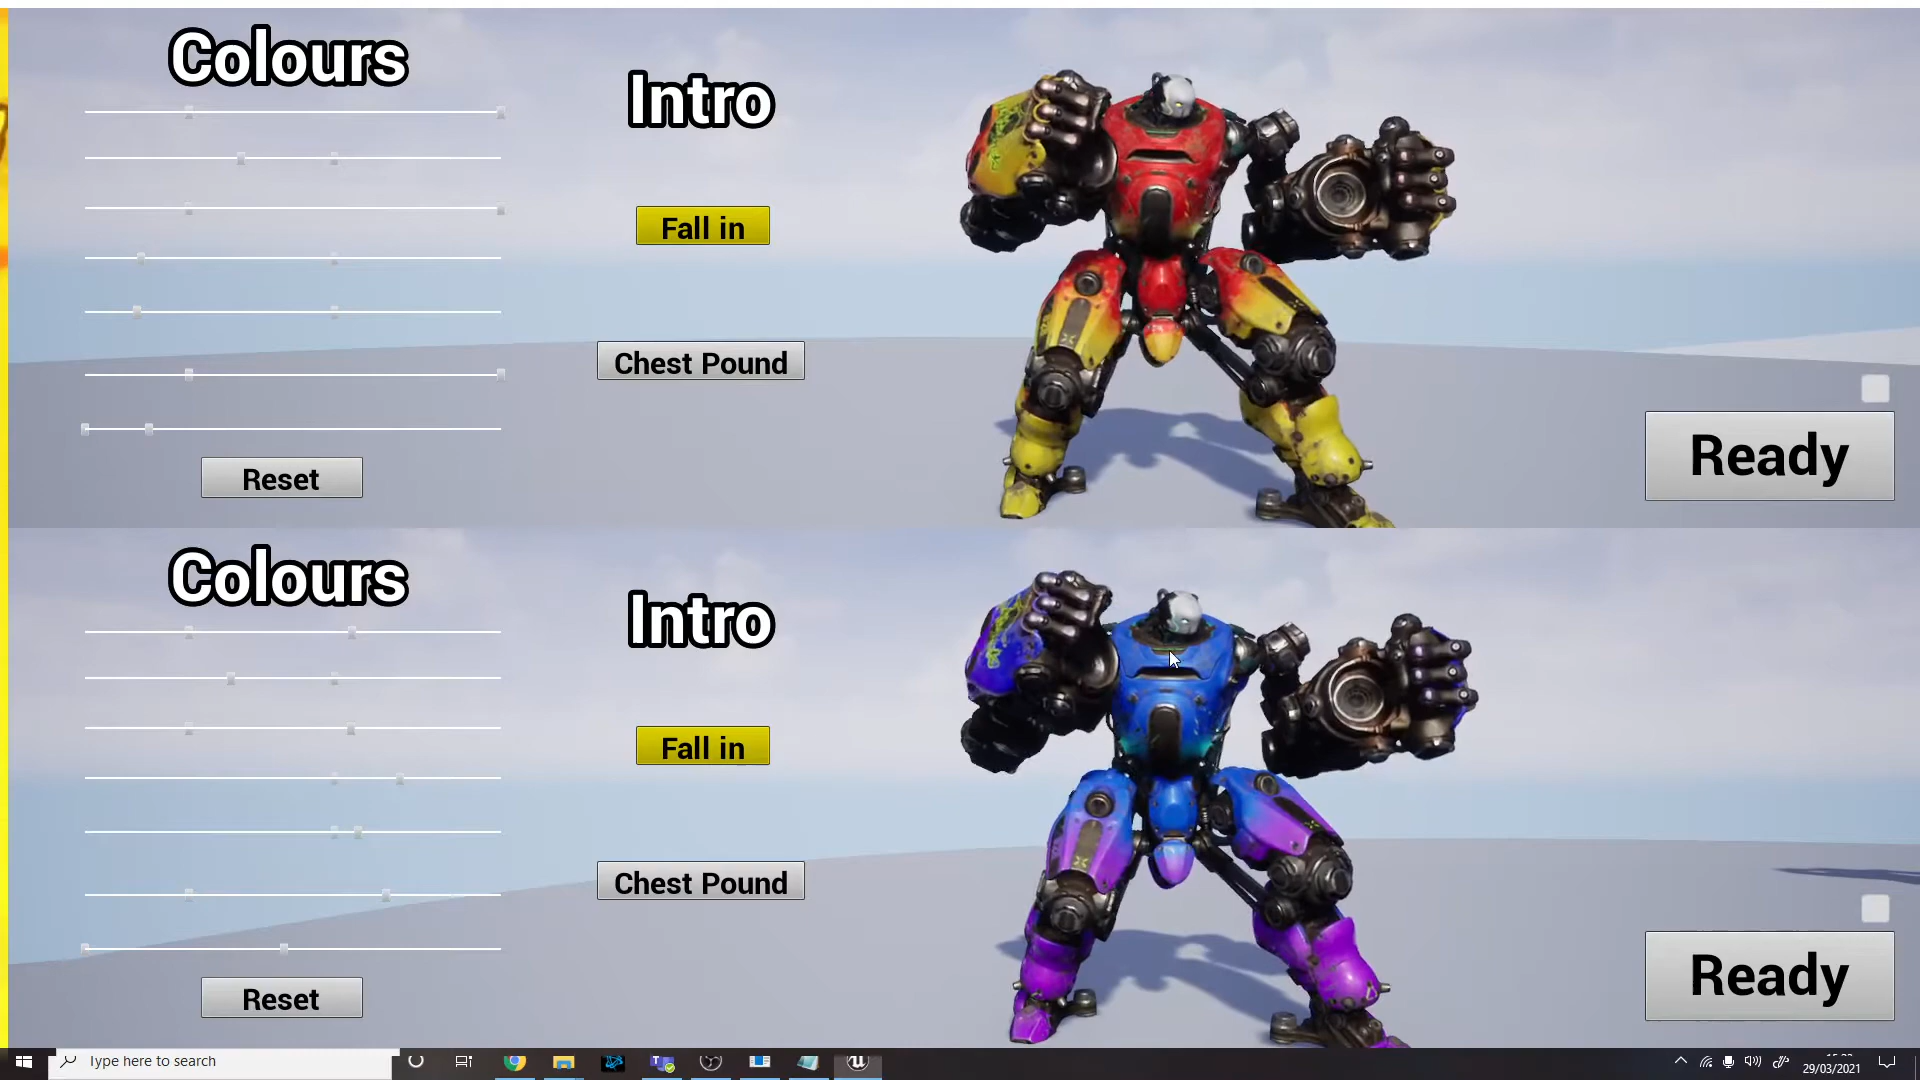 Colours
Intro
Fall in
Chest Pound
Reset
Ready
Colours
Intro
Fall in
Chest Pound
Reset
Ready
Type here to search
29/03/2021